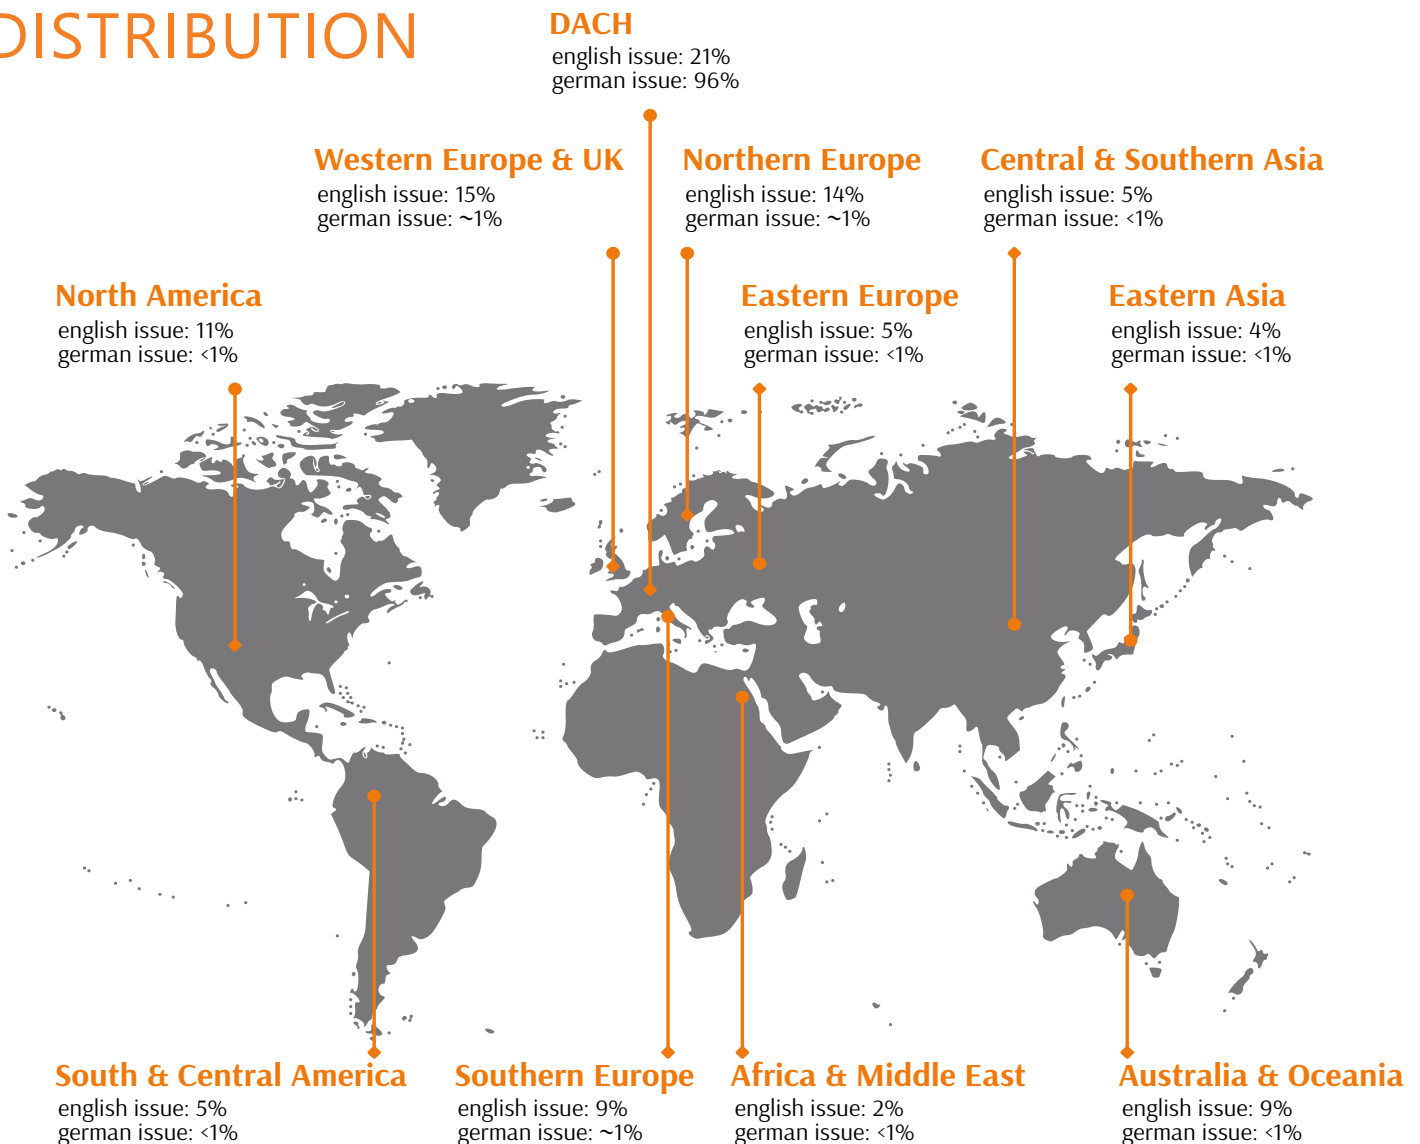 DISTRIBUTION
DACH
english issue: 21%
german issue: 96%
Western Europe & UK
english issue: 15%
german issue: ~1%
Northern Europe
english issue: 14%
german issue: ~1%
Central & Southern Asia
english issue: 5%
german issue: <1%
North America
english issue: 11%
german issue: <1%
Eastern Europe
english issue: 5%
german issue: <1%
Eastern Asia
english issue: 4%
german issue: <1%
South & Central America
english issue: 5%
german issue: <1%
Southern Europe
english issue: 9%
german issue: ~1%
Africa & Middle East
english issue: 2%
german issue: <1%
Australia & Oceania
english issue: 9%
german issue: <1%